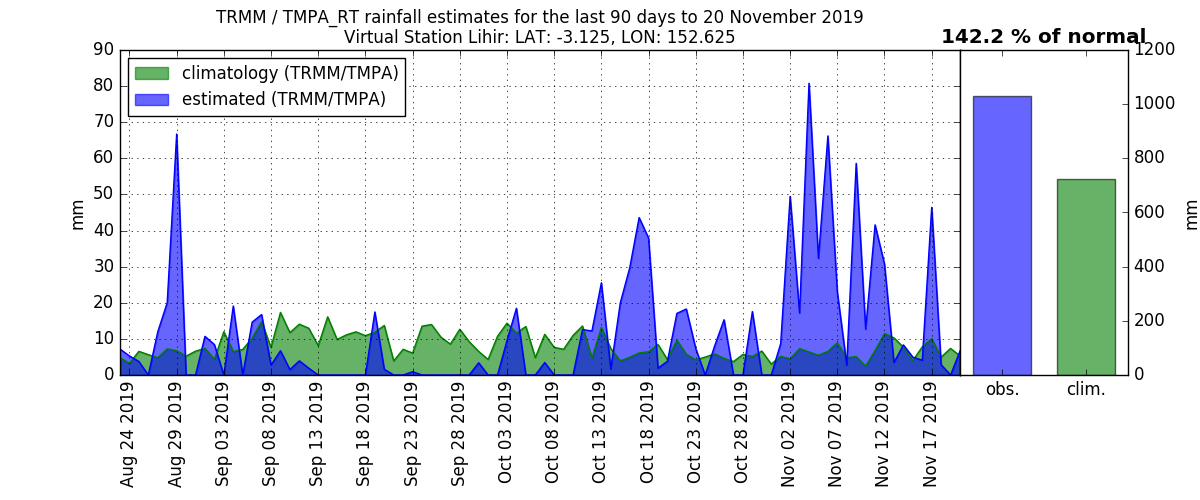 TRMM / TMPA_RT rainfall estimates for the last 90 days to 20 November 2019
Virtual Station Lihir: LAT: -3.125, LON: 152.625
142.2 % of normal
climatology (TRMM/TMPA)
estimated (TRMM/TMPA)
90
80
70
60
50
40
30
20
10
0
mm
Aug 24 2019
Aug 29 2019
Sep 03 2019
Sep 08 2019
Sep 13 2019
Sep 18 2019
Sep 23 2019
Sep 28 2019
Oct 03 2019
Oct 08 2019
Oct 13 2019
Oct 18 2019
Oct 23 2019
Oct 28 2019
Nov 02 2019
Nov 07 2019
Nov 12 2019
Nov 17 2019
1200
1000
800
600
400
200
0
mm
obs.
clim.